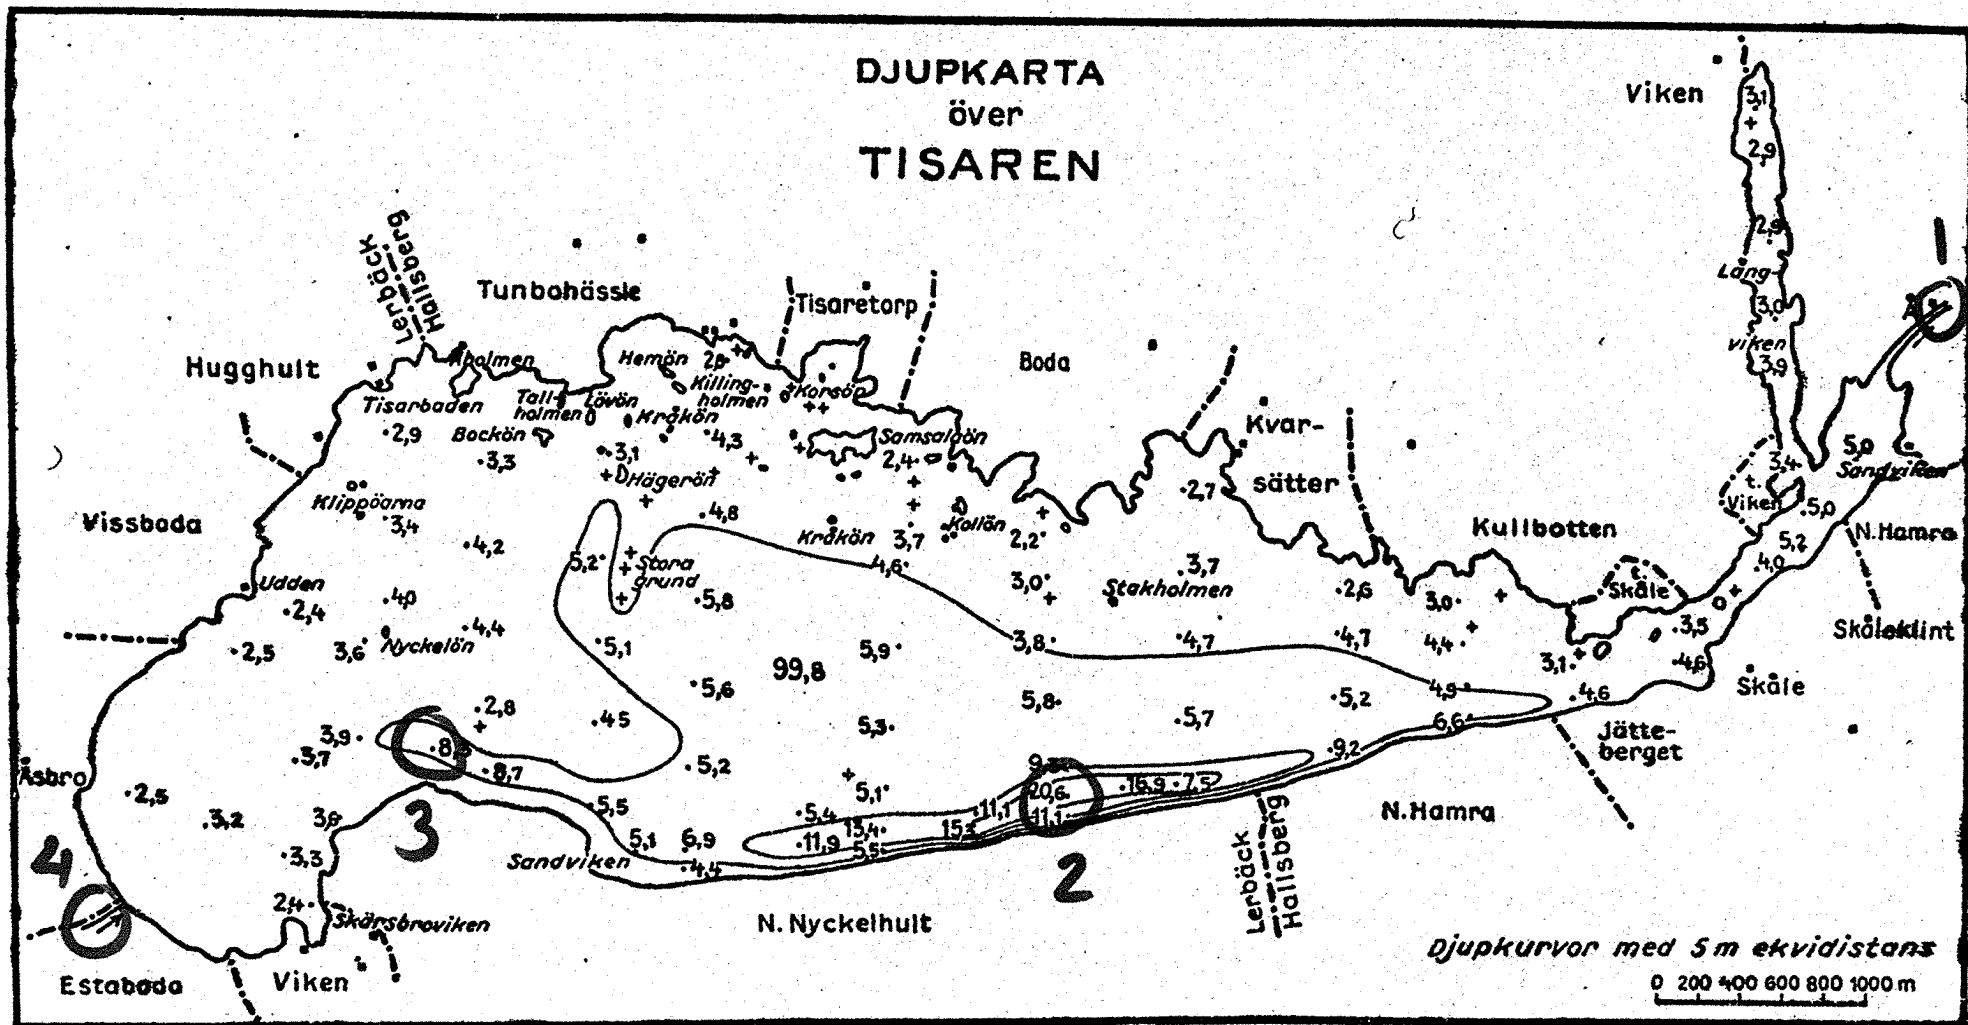 DJUPKARTA
över
TISAREN
Viken
3,1
2,9
2,9
Lång-
3,0
viken
3,9
1
Lerbäck
Hallsberg
Tunbohässle
Tisaretorp
Boda
Hugghult
Aholmen
Hemön
Killing-
holmen
Korsöp
Tisarbaden
Tall-
holmen
Lövön
Kråkön
2,9
Bockön
4,3
Samsalaön
3,3
3,1
2,4
Hägerön
Kvar-
sätter
5,0
Sandviken
3,4
t.
Viken
5,0
Klippöarna
3,4
2,7
Vissboda
4,2
4,8
Kråkön
3,7
Kollön
2,2
Kullbotten
5,2
N.Hamra
4,0
Udden
5,2
Stora
grund
4,6
3,7
3,0
Stakholmen
2,6
3,0
t.
Skåle
2,4
4,0
5,8
4,4
2,5
3,6
Nyckelön
5,1
5,9
3,8
4,7
4,7
4,4
3,5
Skåleklint
99,8
3,1
4,6
5,6
5,8
5,2
4,9
4,6
Skåle
2,8
4,5
5,3
5,7
6,6
3,9
3,7
8,7
5,2
9,2
Jätte-
berget
Åsbro
2,5
5,5
5,1
20,6
16,9
7,5
3,2
5,4
11,1
11,1
N.Hamra
3
5,1
6,9
13,4
11,9
5,5
3,3
Sandviken
4,4
2
4
Lerbäck
Hallsberg
2,4
Skärsbroviken
N.Nyckelhult
Djupkurvor med 5m ekvidistans
Estaboda
Viken
0 200 400 600 800 1000 m